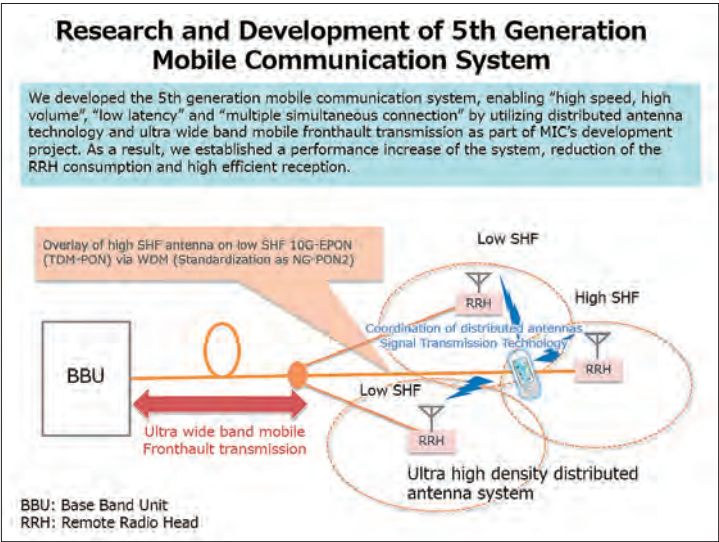 Research and Development of 5th Generation
Mobile Communication System
We developed the 5th generation mobile communication system, enabling “high speed, high
volume”, “low latency” and “multiple simultaneous connection” by utilizing distributed antenna
technology and ultra wide band mobile fronthault transmission as part of MIC’s development
project. As a result, we established a performance increase of the system, reduction of the
RRH consumption and high efficient reception.
Overlay of high SHF antenna on low SHF 10G-EPON
(TDM-PON) via WDM (Standardization as NG-PON2)
Low SHF
RRH
High SHF
Coordination of distributed antennas
Signal Transmission Technology
RRH
BBU
Low SHF
RRH
Ultra wide band mobile
Fronthault transmission
Ultra high density distributed
antenna system
BBU: Base Band Unit
RRH: Remote Radio Head